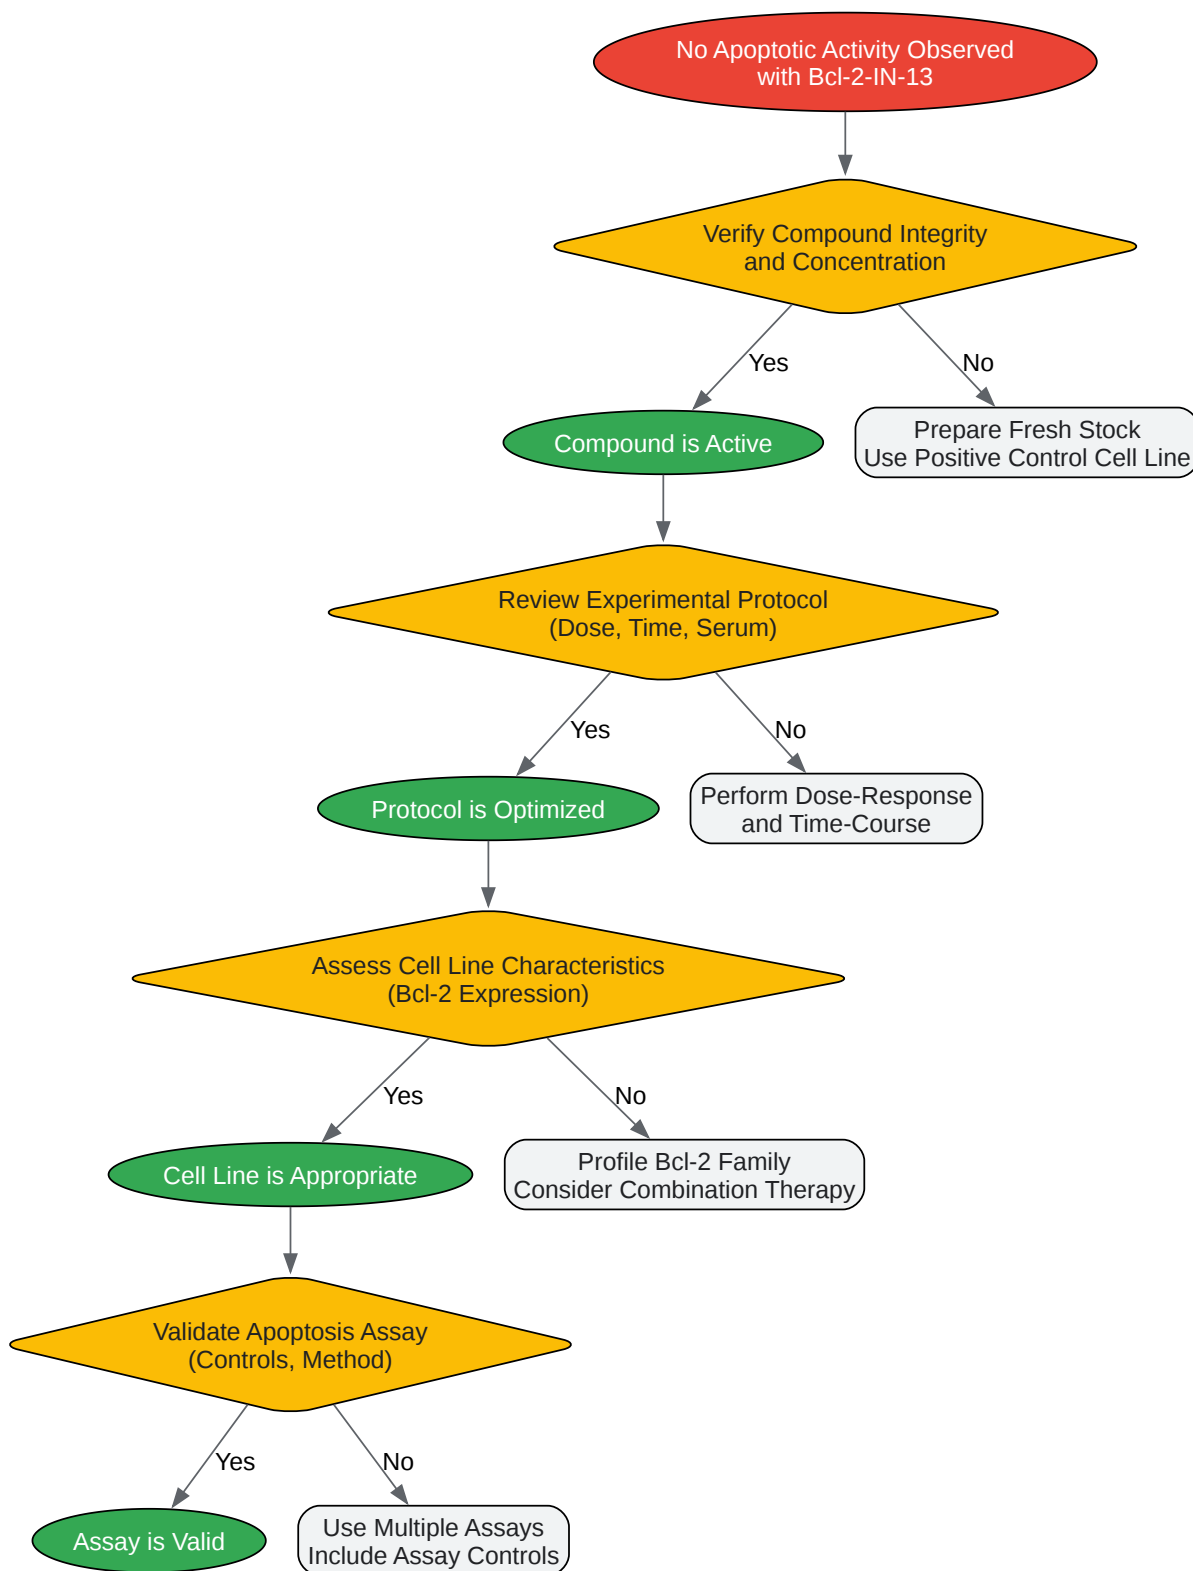 No Apoptotic Activity Observed
with Bcl-2-IN-13
Verify Compound Integrity
and Concentration
Yes
No
Compound is Active
Prepare Fresh Stock
Use Positive Control Cell Line
Review Experimental Protocol
(Dose, Time, Serum)
Yes
No
Protocol is Optimized
Perform Dose-Response
and Time-Course
Assess Cell Line Characteristics
(Bcl-2 Expression)
Yes
No
Cell Line is Appropriate
Profile Bcl-2 Family
Consider Combination Therapy
Validate Apoptosis Assay
(Controls, Method)
Yes
No
Assay is Valid
Use Multiple Assays
Include Assay Controls